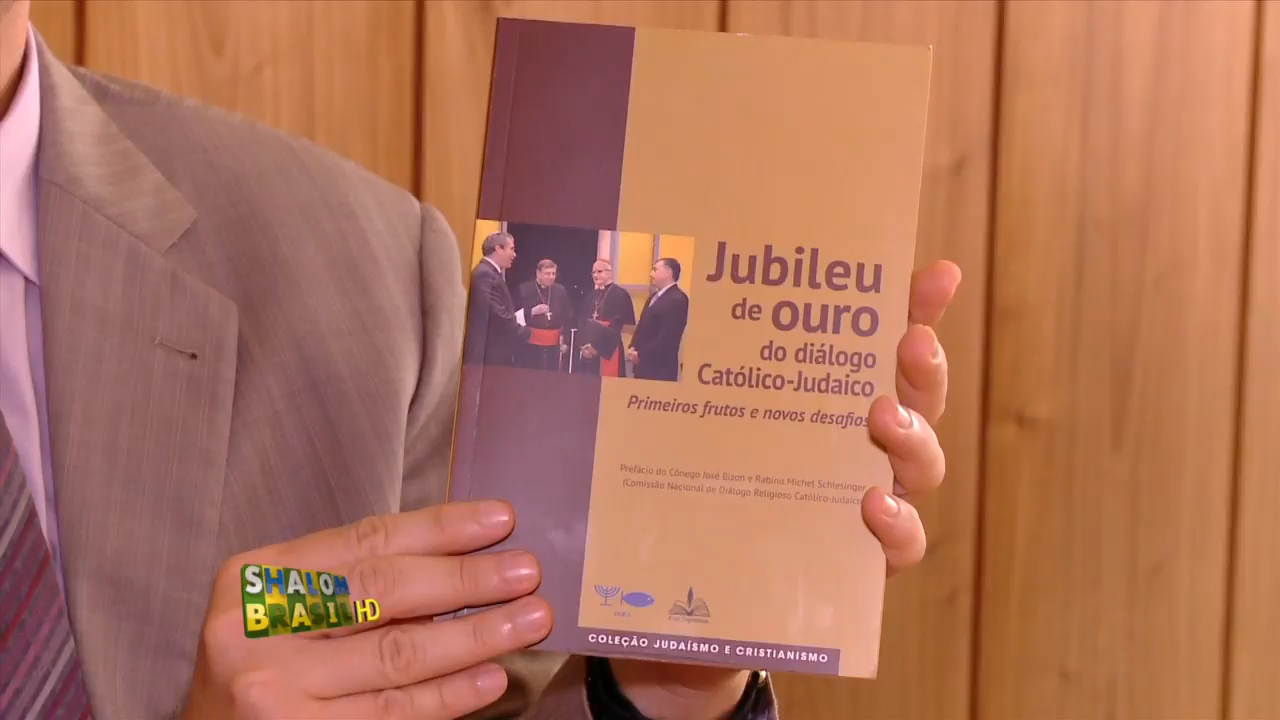 Jubileu
de ouro
do diálogo
Católico-Judaico
Primeiros frutos e novos desafios
Prefácio do Cônego José Bizon e Rabino Michel Schlesinger
(Comissão Nacional de Diálogo Religioso Católico-Judaico
COLEÇÃO JUDAÍSMO E CRISTIANISMO
SHALOM
BRASIL HD